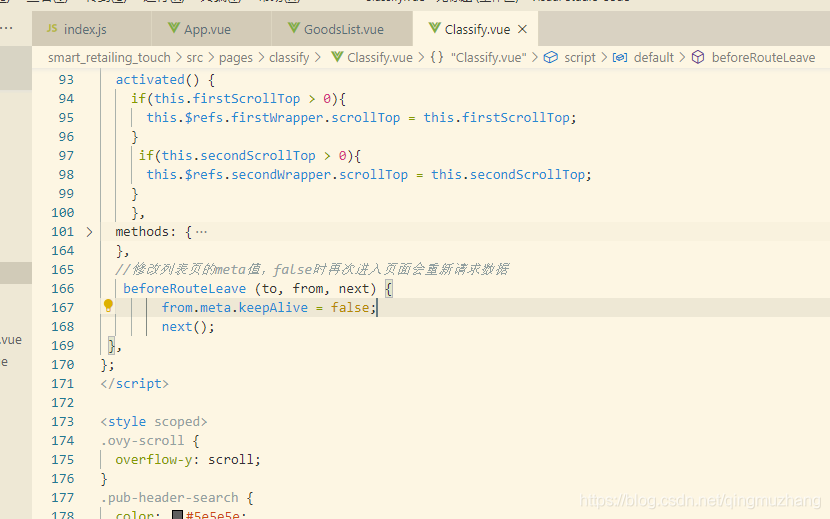 JS index.js App.vue GoodsList.vue Classify.vue ×
smart_retailing_touch > src > pages > classify > Classify.vue > {} "Classify.vue" > script > default > beforeRouteLeave
93 activated() {
94 if(this.firstScrollTop > 0){
95 this.$refs.firstWrapper.scrollTop = this.firstScrollTop;
96 }
97 if(this.secondScrollTop > 0){
98 this.$refs.secondWrapper.scrollTop = this.secondScrollTop;
99 }
100 },
101 > methods: {…
164 },
165 //修改列表页的meta值，false时再次进入页面会重新请求数据
166 beforeRouteLeave (to, from, next) {
167 from.meta.keepAlive = false;
168 next();
169 },
170 };
171 </script>
172
173 <style scoped>
174 .ovy-scroll {
175 overflow-y: scroll;
176 }
177 .pub-header-search {
178 color: #5e5e5e;
.vue
e
https://blog.csdn.net/qingmuzhang